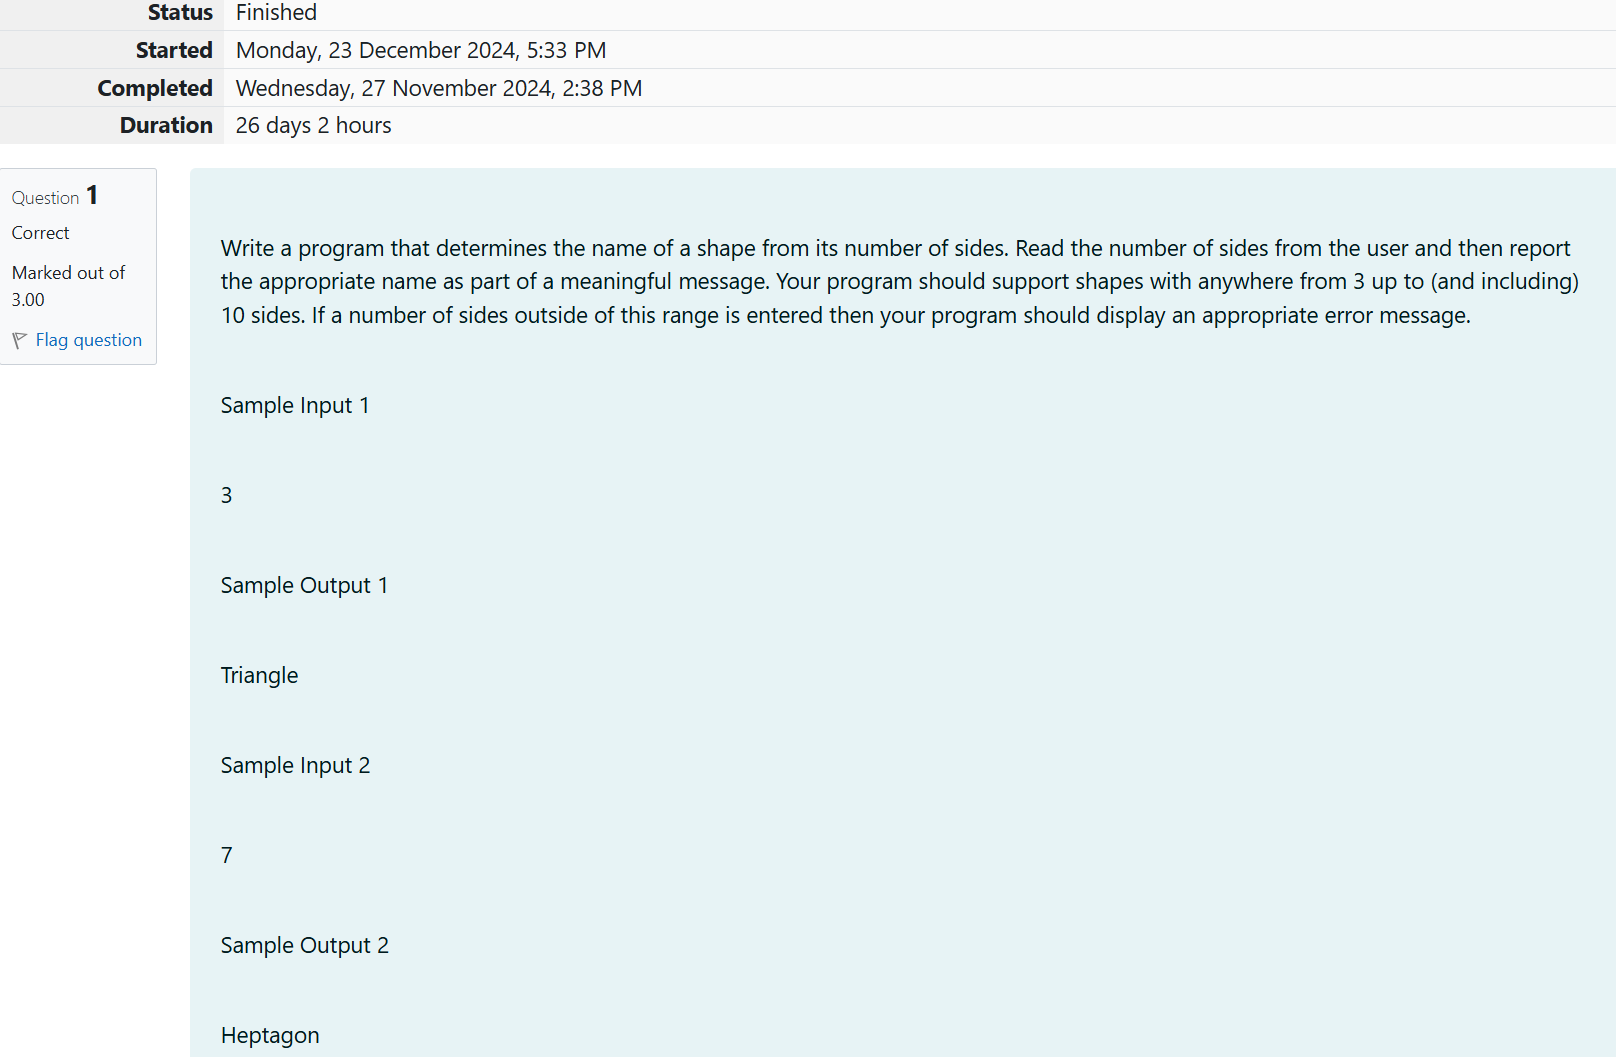 Status Finished
Started Monday, 23 December 2024, 5:33 PM
Completed Wednesday, 27 November 2024, 2:38 PM
Duration 26 days 2 hours
Question 1
Correct
Marked out of
3.00
Flag question
Write a program that determines the name of a shape from its number of sides. Read the number of sides from the user and then report
the appropriate name as part of a meaningful message. Your program should support shapes with anywhere from 3 up to (and including)
10 sides. If a number of sides outside of this range is entered then your program should display an appropriate error message.
Sample Input 1
3
Sample Output 1
Triangle
Sample Input 2
7
Sample Output 2
Heptagon